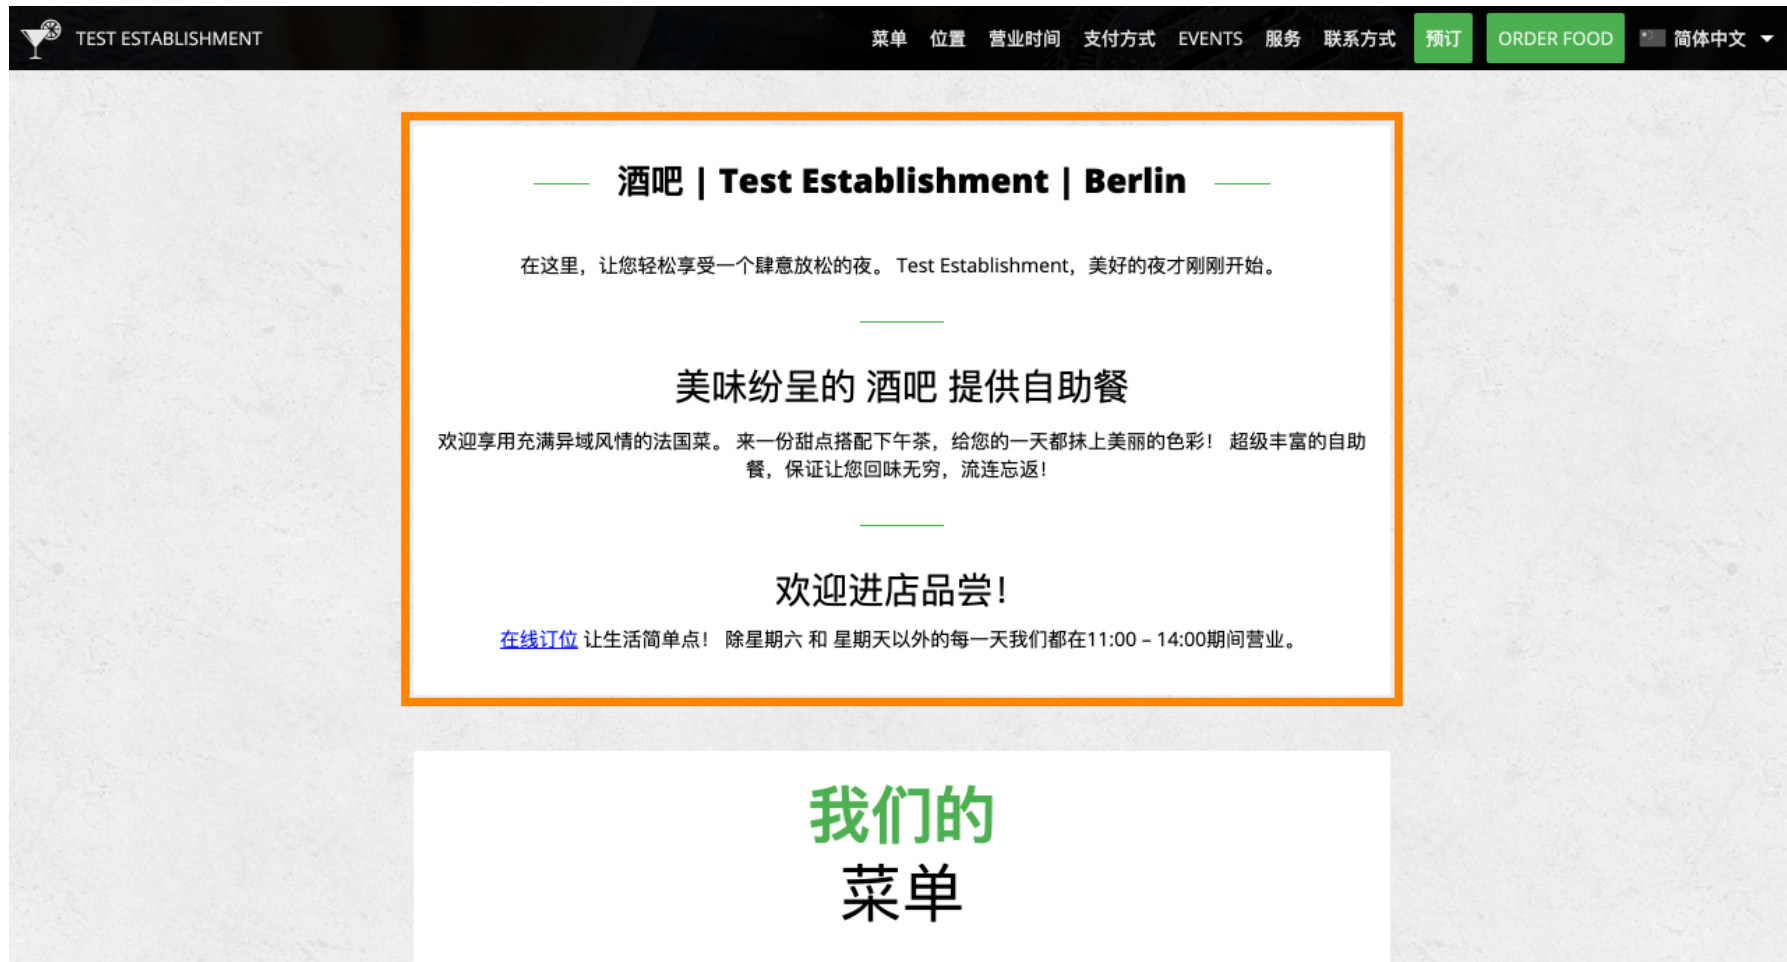 TEST ESTABLISHMENT
菜单 位置 营业时间 支付方式 EVENTS 服务 联系方式 预订 ORDER FOOD 简体中文
酒吧 | Test Establishment | Berlin
在这里，让您轻松享受一个肆意放松的夜。 Test Establishment，美好的夜才刚刚开始。
美味纷呈的 酒吧 提供自助餐
欢迎享用充满异域风情的法国菜。 来一份甜点搭配下午茶，给您的一天都抹上美丽的色彩！ 超级丰富的自助
餐，保证让您回味无穷，流连忘返！
欢迎进店品尝！
在线订位 让生活简单点！ 除星期六 和 星期天以外的每一天我们都在11:00 – 14:00期间营业。
我们的
菜单